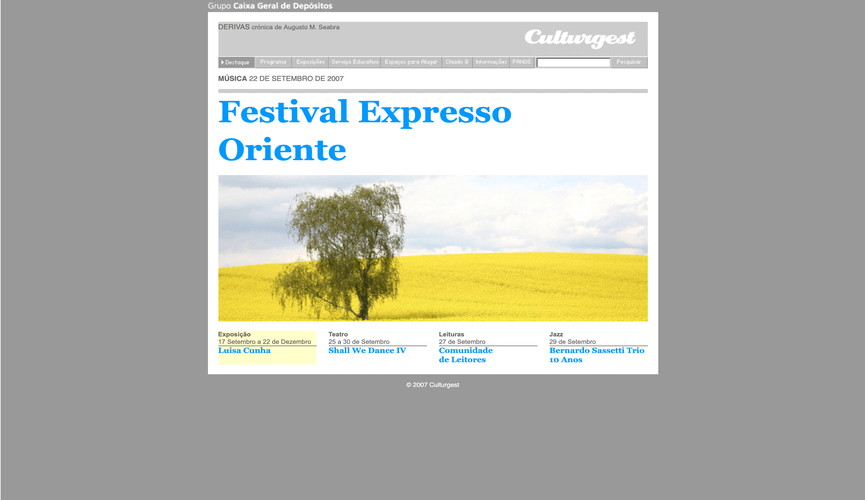 Grupo Caixa Geral de Depósitos
DERIVAS crónica de Augusto M. Seabra
Culturgest
Destaque Programa Exposições Serviço Educativo Espaços para Alugar Chiado 8 Informações PANOS Pesquisar
MÚSICA 22 DE SETEMBRO DE 2007
Festival Expresso
Oriente
Exposição
17 Setembro a 22 de Dezembro
Luisa Cunha
Teatro
25 a 30 de Setembro
Shall We Dance IV
Leituras
27 de Setembro
Comunidade
de Leitores
Jazz
29 de Setembro
Bernardo Sassetti Trio
10 Anos
© 2007 Culturgest